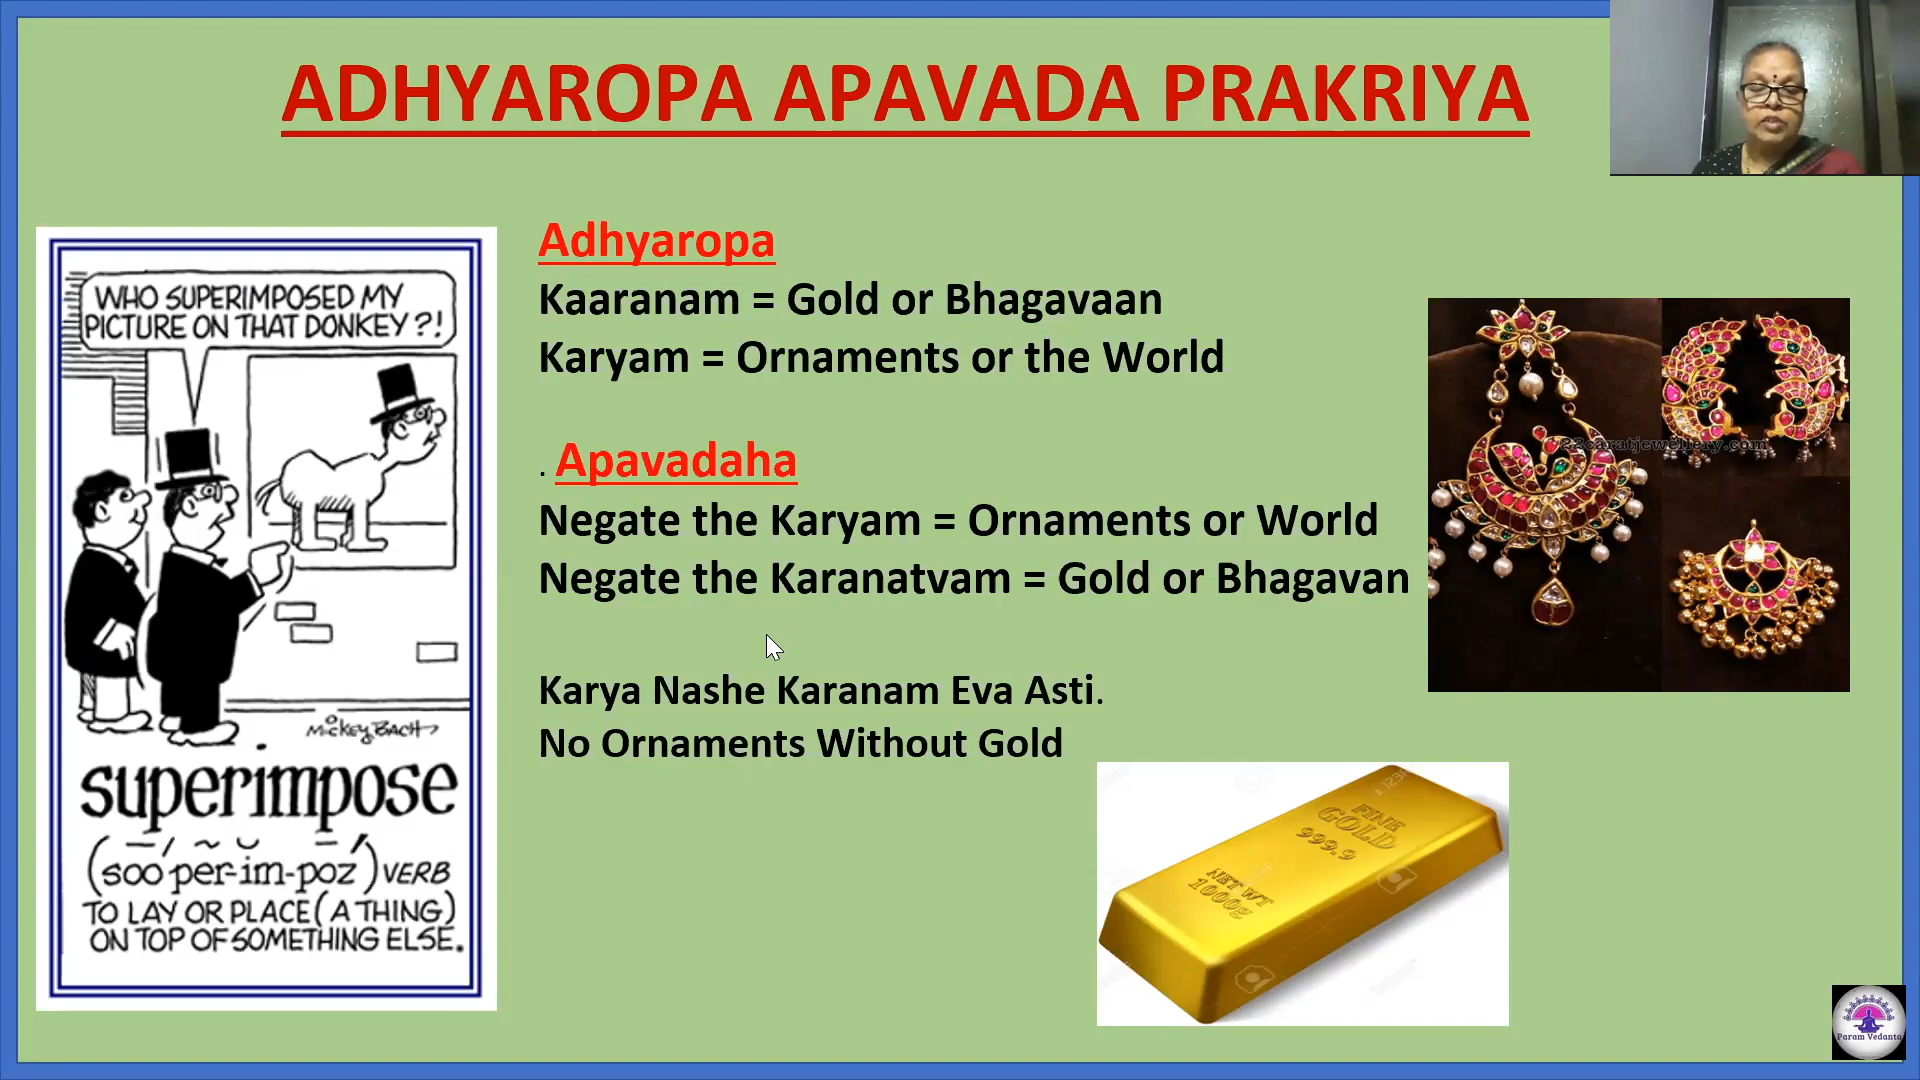 ADHYAROPA APAVADA PRAKRIYA
WHO SUPERIMPOSED MY
PICTURE ON THAT DONKEY?!
MICKEY BACH
superimpose
(soo´per-im-poz´) VERB
TO LAY OR PLACE (A THING)
ON TOP OF SOMETHING ELSE.
Adhyaropa
Kaaranam = Gold or Bhagavaan
Karyam = Ornaments or the World
. Apavadaha
Negate the Karyam = Ornaments or World
Negate the Karanatvam = Gold or Bhagavan
Karya Nashe Karanam Eva Asti.
No Ornaments Without Gold
22caratjewellery.com
FINE
GOLD
999.9
NET WT
1000g
Param Vedanta